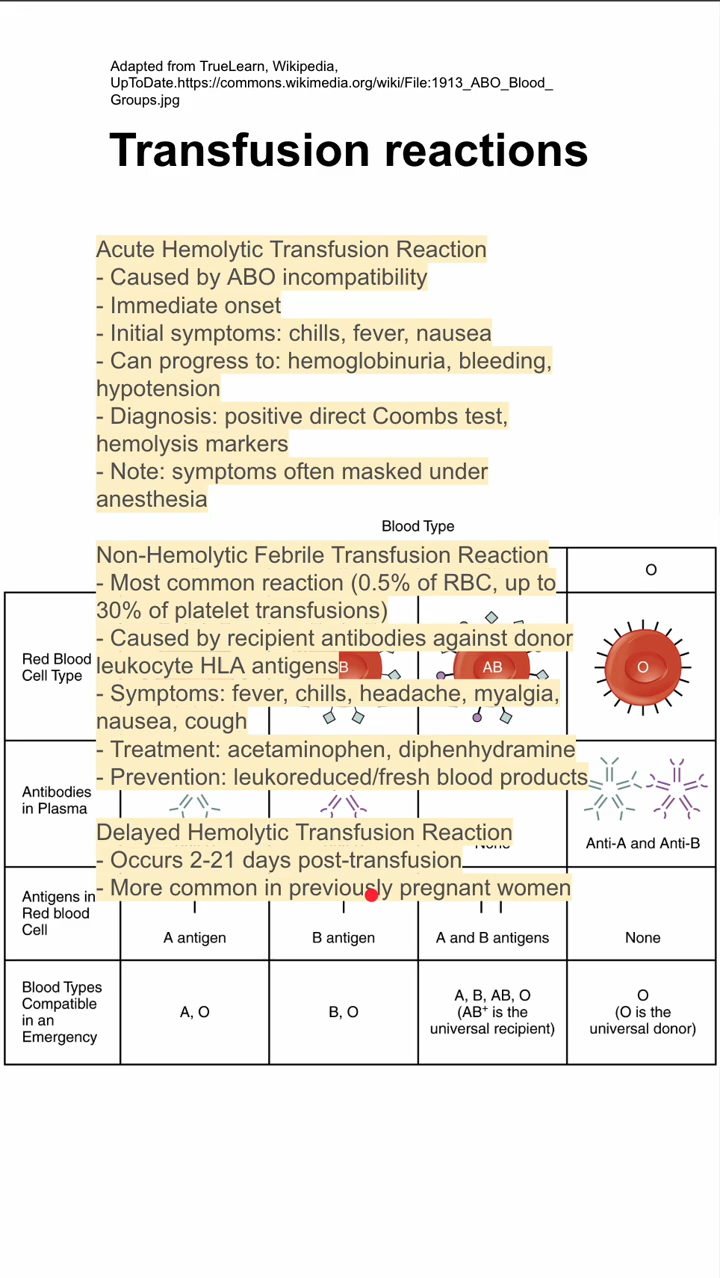 Adapted from TrueLearn, Wikipedia,
UpToDate.https://commons.wikimedia.org/wiki/File:1913_ABO_Blood_
Groups.jpg
Transfusion reactions
Acute Hemolytic Transfusion Reaction
- Caused by ABO incompatibility
- Immediate onset
- Initial symptoms: chills, fever, nausea
- Can progress to: hemoglobinuria, bleeding,
hypotension
- Diagnosis: positive direct Coombs test,
hemolysis markers
- Note: symptoms often masked under
anesthesia
Blood Type
Non-Hemolytic Febrile Transfusion Reaction
O
- Most common reaction (0.5% of RBC, up to
30% of platelet transfusions)
- Caused by recipient antibodies against donor
leukocyte HLA antigens
Red Blood
Cell Type
B
AB
O
- Symptoms: fever, chills, headache, myalgia,
nausea, cough
- Treatment: acetaminophen, diphenhydramine
- Prevention: leukoreduced/fresh blood products
Antibodies
in Plasma
Delayed Hemolytic Transfusion Reaction
None
Anti-A and Anti-B
- Occurs 2-21 days post-transfusion
- More common in previously pregnant women
Antigens in
Red blood
Cell
A antigen
B antigen
A and B antigens
None
Blood Types
Compatible
in an
Emergency
A, O
B, O
A, B, AB, O
(AB+ is the
universal recipient)
O
(O is the
universal donor)